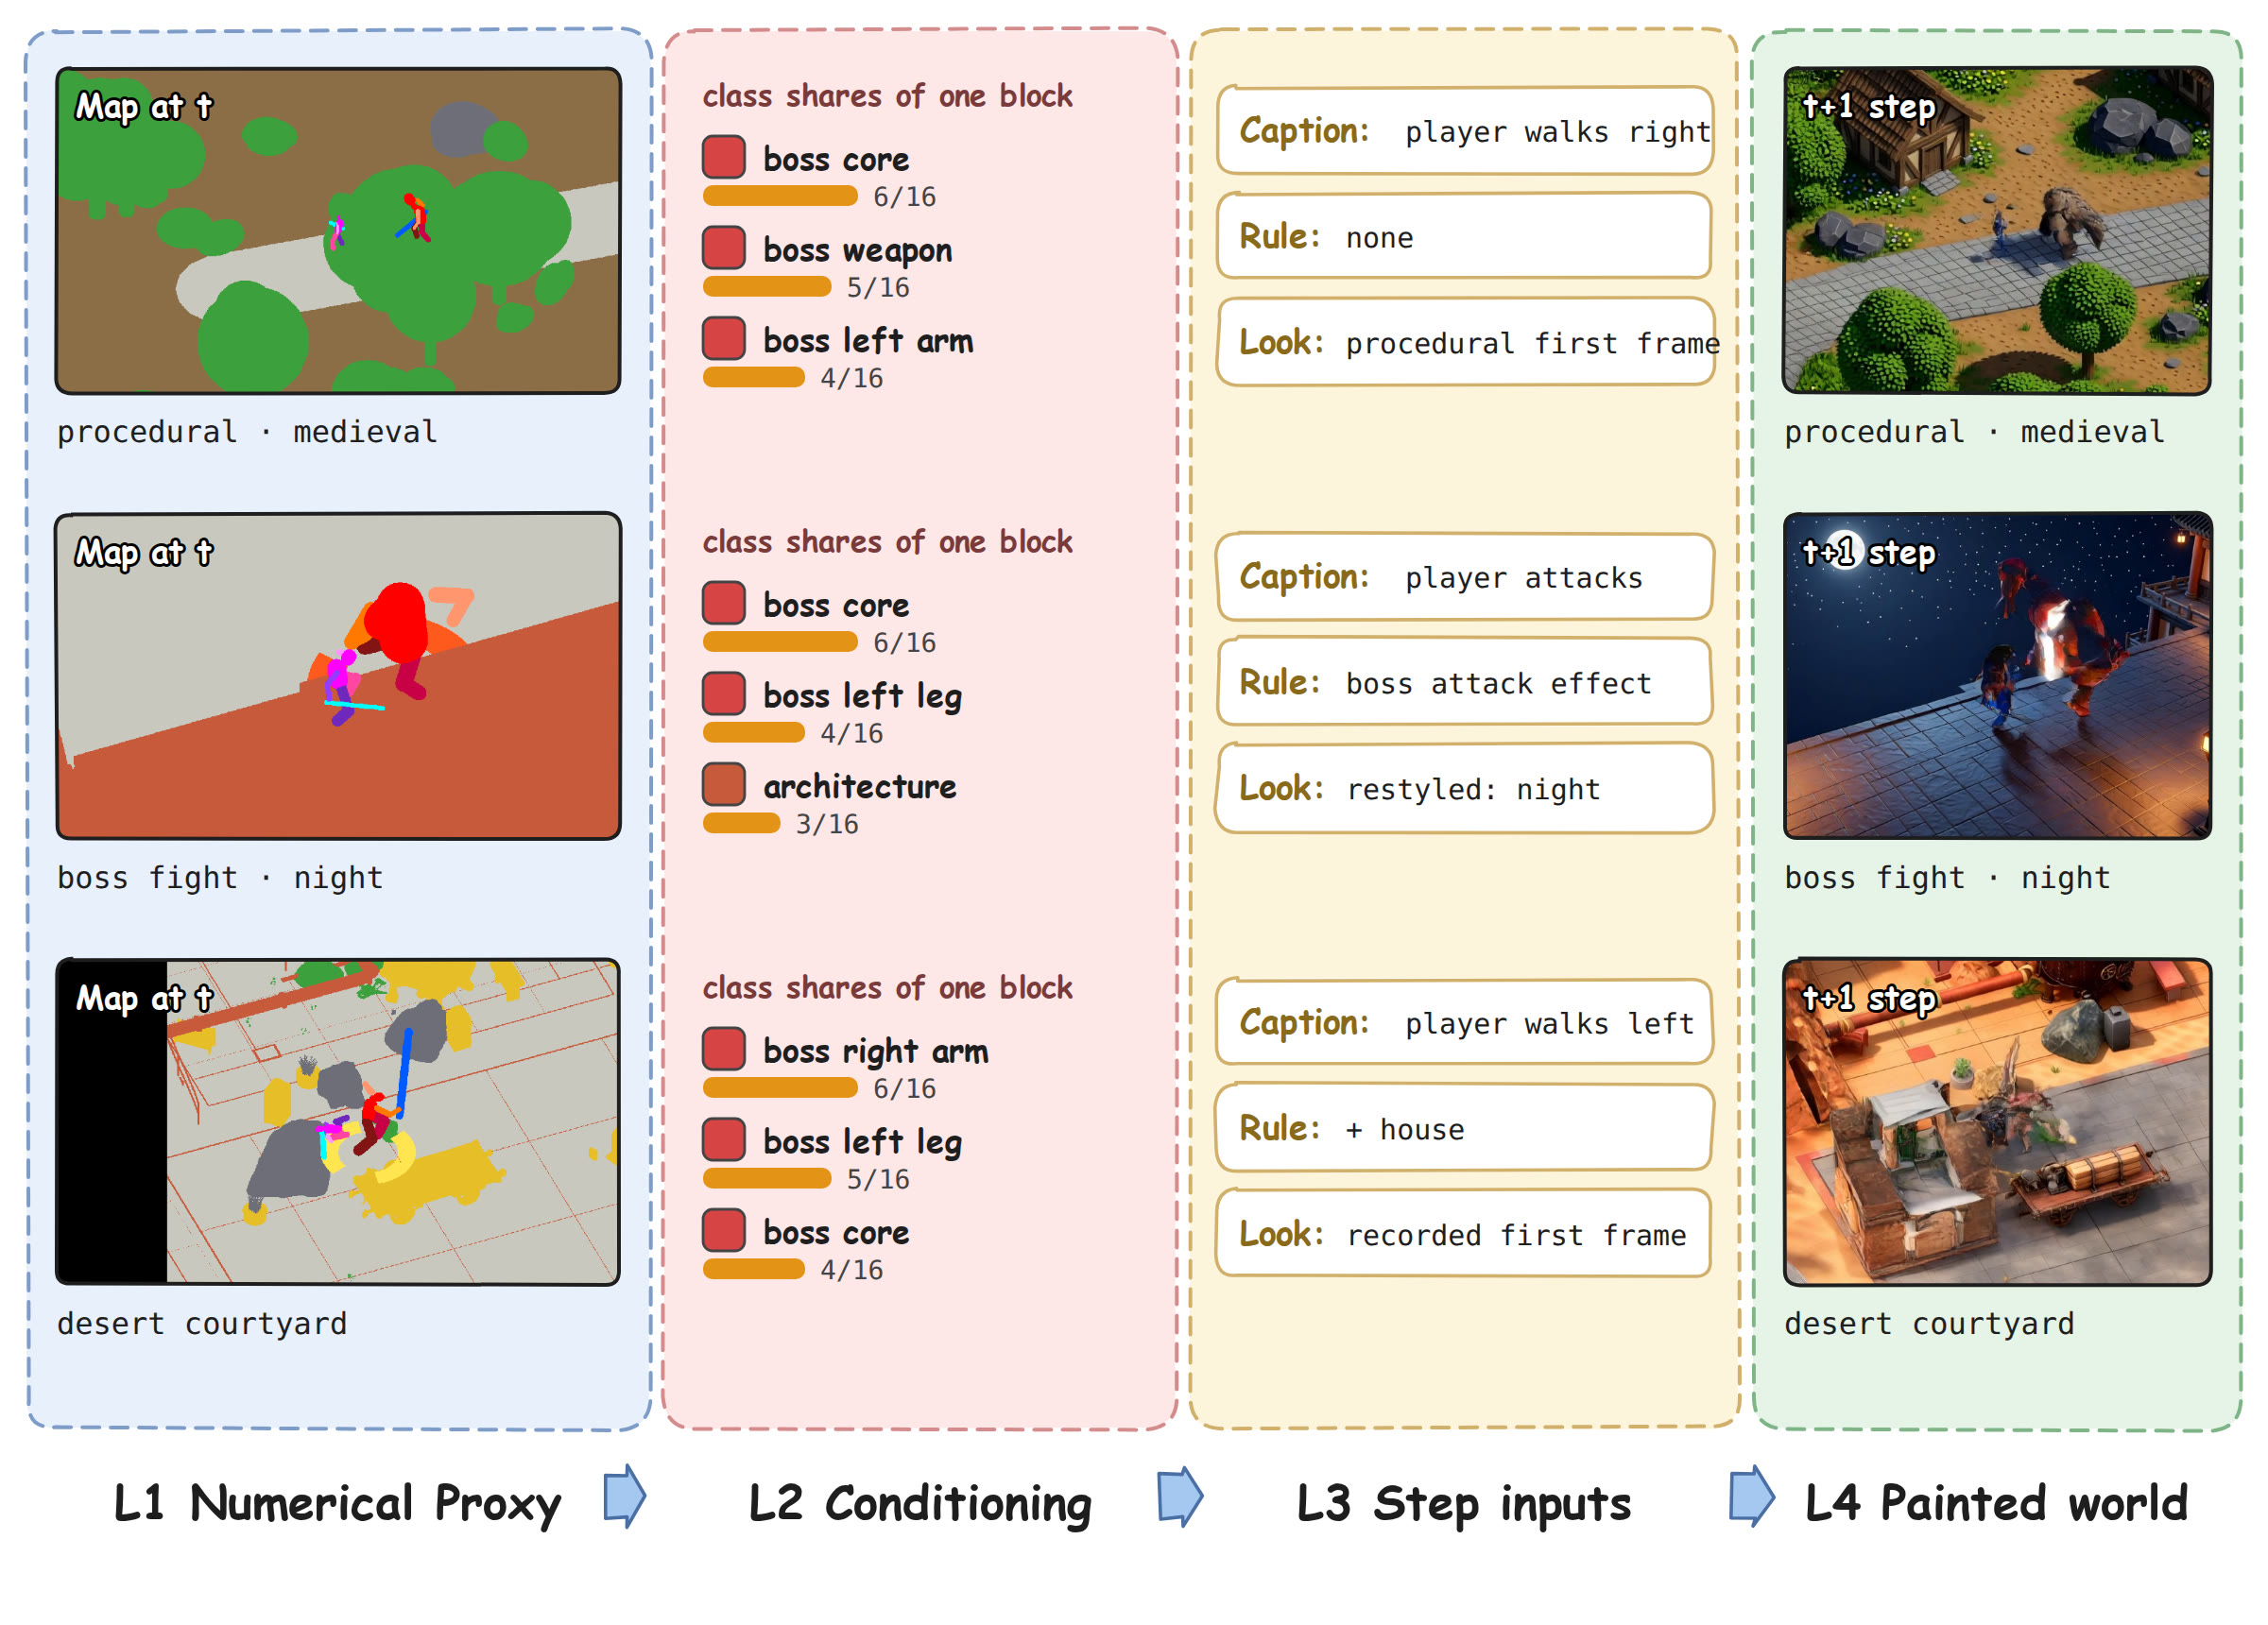 Map at t
procedural · medieval
class shares of one block
boss core
6/16
boss weapon
5/16
boss left arm
4/16
Caption: player walks right
Rule: none
Look: procedural first frame
t+1 step
procedural · medieval
Map at t
boss fight · night
class shares of one block
boss core
6/16
boss left leg
4/16
architecture
3/16
Caption: player attacks
Rule: boss attack effect
Look: restyled: night
t+1 step
boss fight · night
Map at t
desert courtyard
class shares of one block
boss right arm
6/16
boss left leg
5/16
boss core
4/16
Caption: player walks left
Rule: + house
Look: recorded first frame
t+1 step
desert courtyard
L1 Numerical Proxy
L2 Conditioning
L3 Step inputs
L4 Painted world